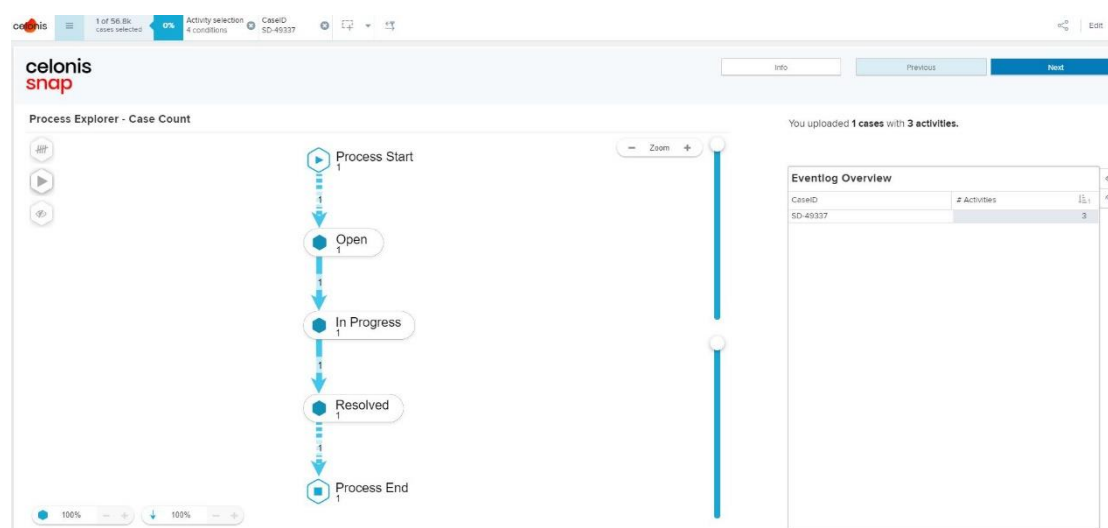 celonis
1 of 56.8k
cases selected
0%
Activity selection
4 conditions
CaseID
SD-49337
Edit
celonis
snap
Info
Previous
Next
Process Explorer - Case Count
You uploaded 1 cases with 3 activities.
Zoom
Process Start
1
1
Open
1
1
In Progress
1
1
Resolved
1
1
Process End
1
Eventlog Overview
CaseID # Activities
SD-49337 3
100% 100%